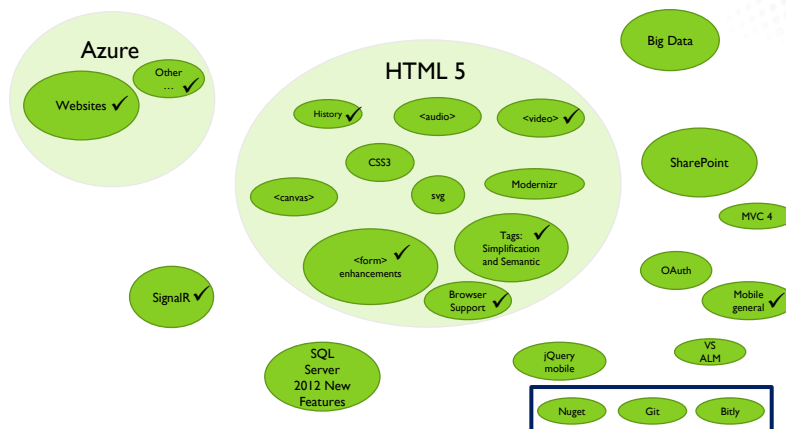 Azure
Other
...
Websites
HTML 5
History
<audio>
<video>
CSS3
<canvas>
svg
Modernizr
<form>
enhancements
Tags:
Simplification
and Semantic
Browser
Support
Big Data
SharePoint
MVC 4
OAuth
Mobile
general
SignalR
VS
ALM
SQL
Server
2012 New
Features
jQuery
mobile
Nuget
Git
Bitly